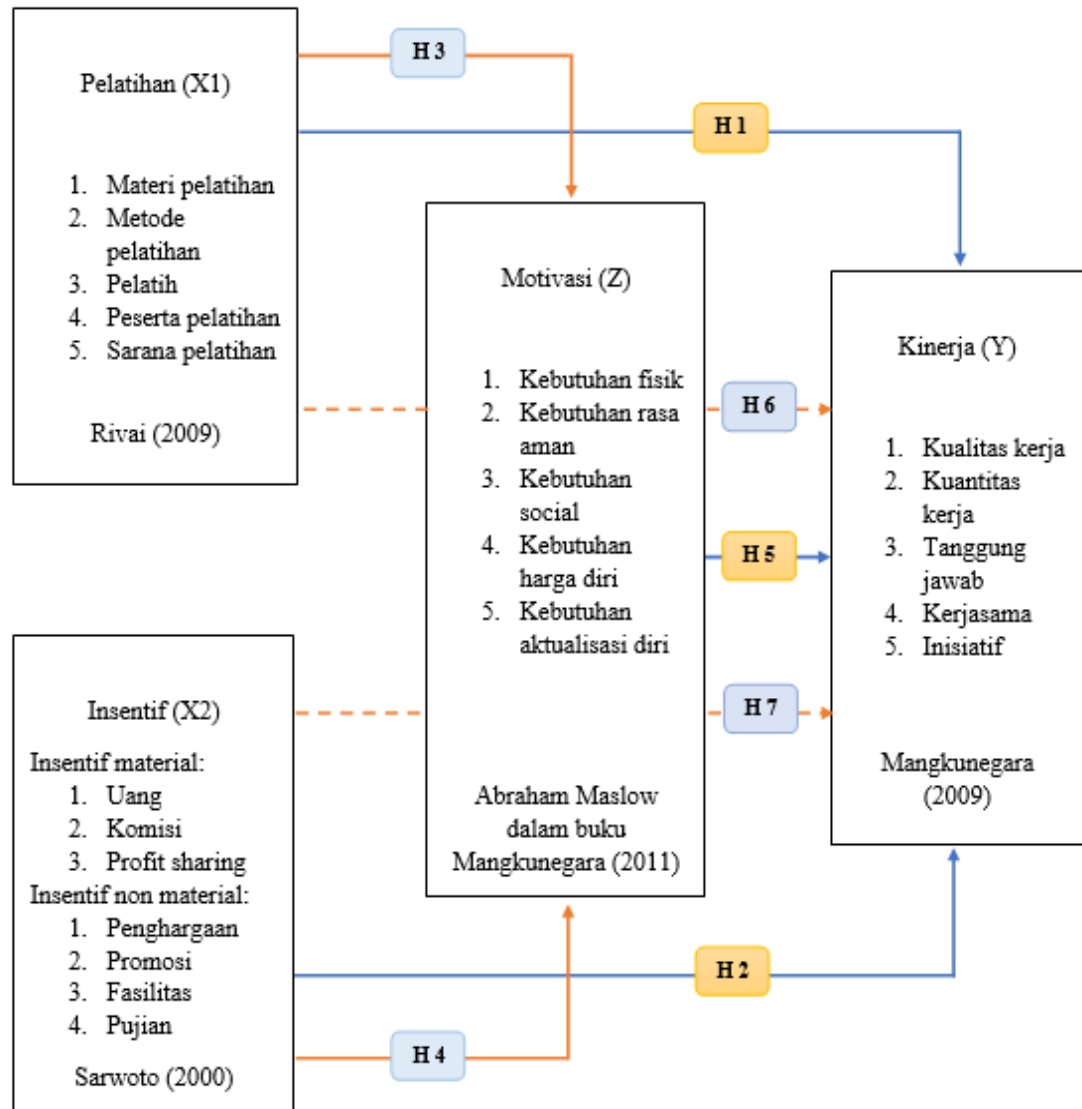 H 3
Pelatihan (X1)
1. Materi pelatihan
2. Metode
pelatihan
3. Pelatih
4. Peserta pelatihan
5. Sarana pelatihan
Rivai (2009)
H 1
Motivasi (Z)
1. Kebutuhan fisik
2. Kebutuhan rasa
aman
3. Kebutuhan
social
4. Kebutuhan
harga diri
5. Kebutuhan
aktualisasi diri
Abraham Maslow
dalam buku
Mangkunegara (2011)
H 6
H 5
H 7
Kinerja (Y)
1. Kualitas kerja
2. Kuantitas
kerja
3. Tanggung
jawab
4. Kerjasama
5. Inisiatif
Mangkunegara
(2009)
Insentif (X2)
Insentif material:
1. Uang
2. Komisi
3. Profit sharing
Insentif non material:
1. Penghargaan
2. Promosi
3. Fasilitas
4. Pujian
Sarwoto (2000)
H 2
H 4